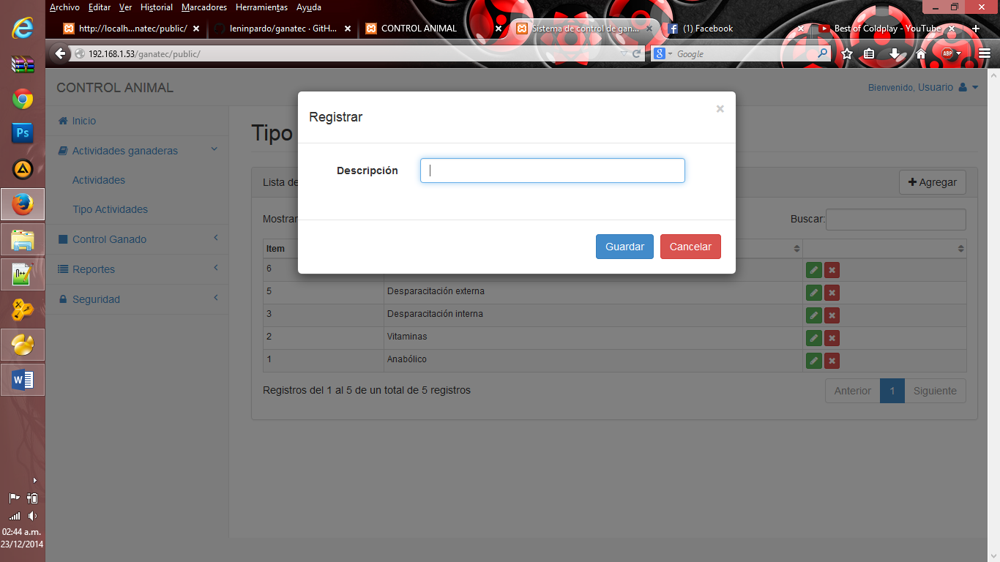 Archivo Editar Ver Historial Marcadores Herramientas Ayuda
http://localh...natec/public/ leninpardo/ganatec · GitH... CONTROL ANIMAL Sistema de control de gan... (1) Facebook Best of Coldplay - YouTube
192.168.1.53/ganatec/public/ Google ABP
CONTROL ANIMAL Bienvenido, Usuario
Inicio
Actividades ganaderas
Actividades
Tipo Actividades
Control Ganado
Reportes
Seguridad
Tipo
Registrar
Descripción
Guardar Cancelar
Lista de Agregar
Mostrar Buscar:
Item
6
5 Desparacitación externa
3 Desparacitación interna
2 Vitaminas
1 Anabólico
Registros del 1 al 5 de un total de 5 registros Anterior 1 Siguiente
Ps
02:44 a.m.
23/12/2014